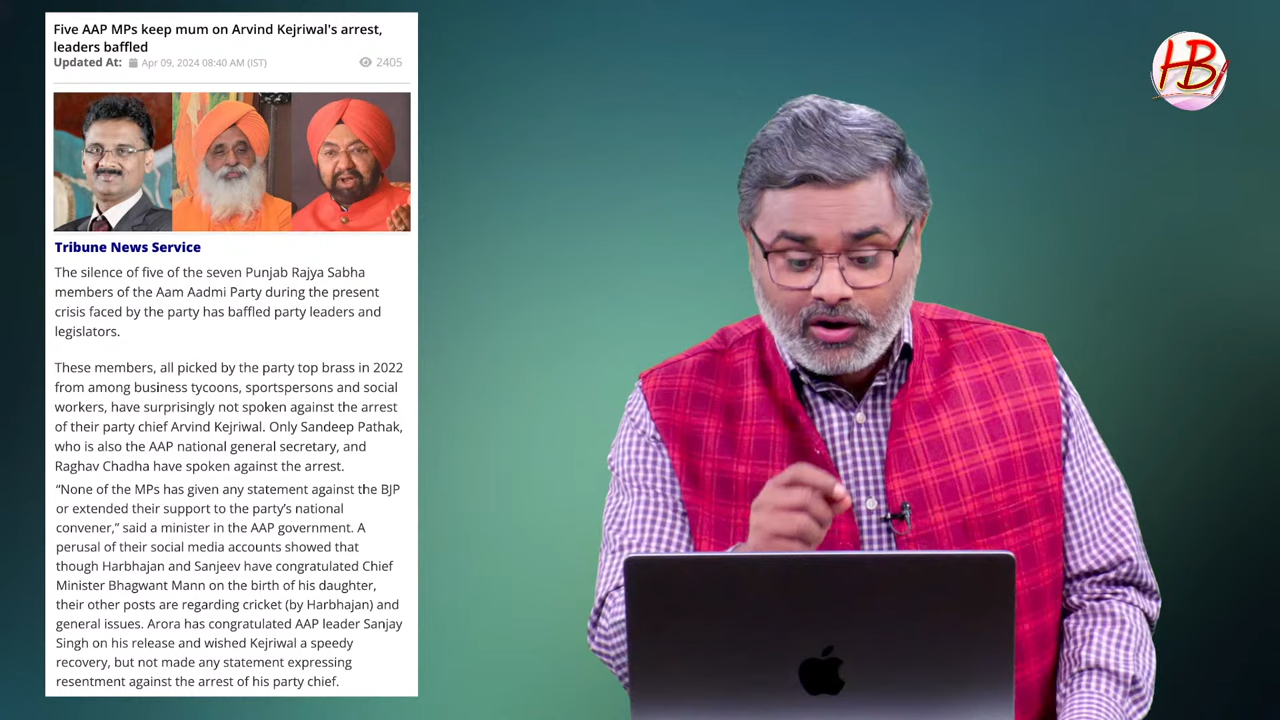 Five AAP MPs keep mum on Arvind Kejriwal's arrest,
leaders baffled
Updated At: Apr 09, 2024 08:40 AM (IST) 2405
Tribune News Service
The silence of five of the seven Punjab Rajya Sabha
members of the Aam Aadmi Party during the present
crisis faced by the party has baffled party leaders and
legislators.
These members, all picked by the party top brass in 2022
from among business tycoons, sportspersons and social
workers, have surprisingly not spoken against the arrest
of their party chief Arvind Kejriwal. Only Sandeep Pathak,
who is also the AAP national general secretary, and
Raghav Chadha have spoken against the arrest.
“None of the MPs has given any statement against the BJP
or extended their support to the party’s national
convener,” said a minister in the AAP government. A
perusal of their social media accounts showed that
though Harbhajan and Sanjeev have congratulated Chief
Minister Bhagwant Mann on the birth of his daughter,
their other posts are regarding cricket (by Harbhajan) and
general issues. Arora has congratulated AAP leader Sanjay
Singh on his release and wished Kejriwal a speedy
recovery, but not made any statement expressing
resentment against the arrest of his party chief.
HB